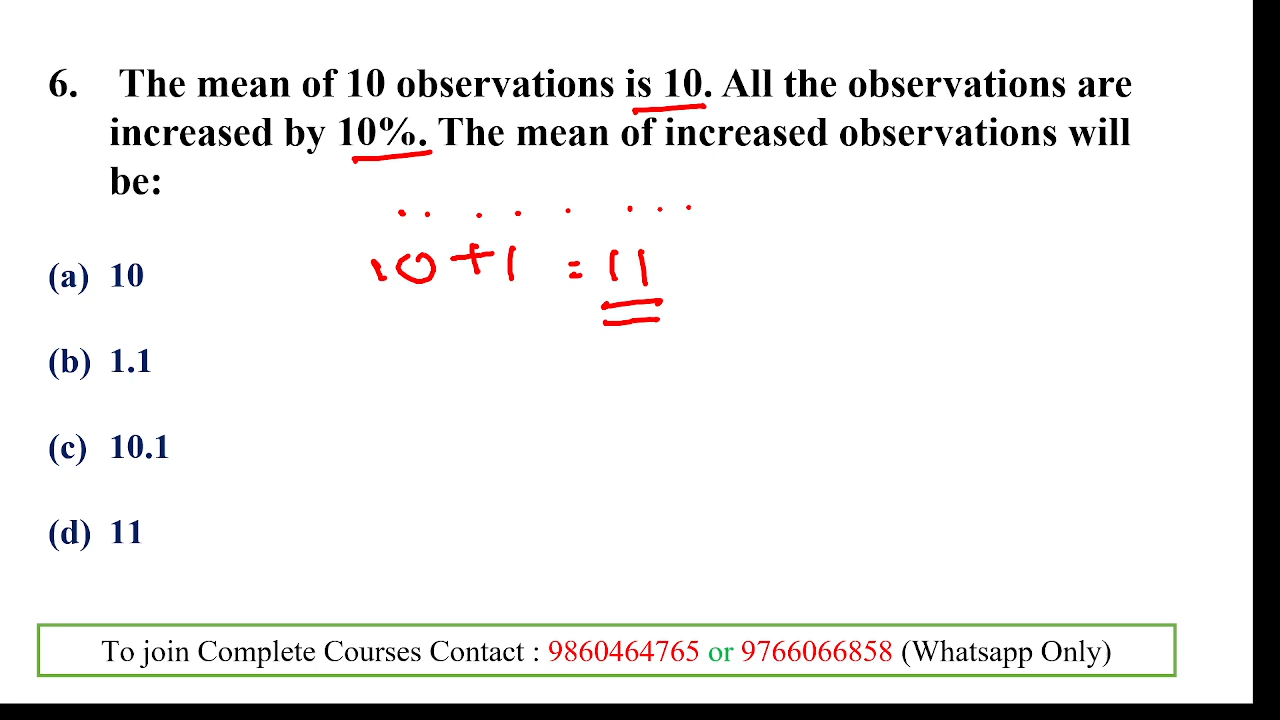 6. The mean of 10 observations is 10. All the observations are
increased by 10%. The mean of increased observations will
be:
10 + 1 = 11
(a) 10
(b) 1.1
(c) 10.1
(d) 11
To join Complete Courses Contact : 9860464765 or 9766066858 (Whatsapp Only)